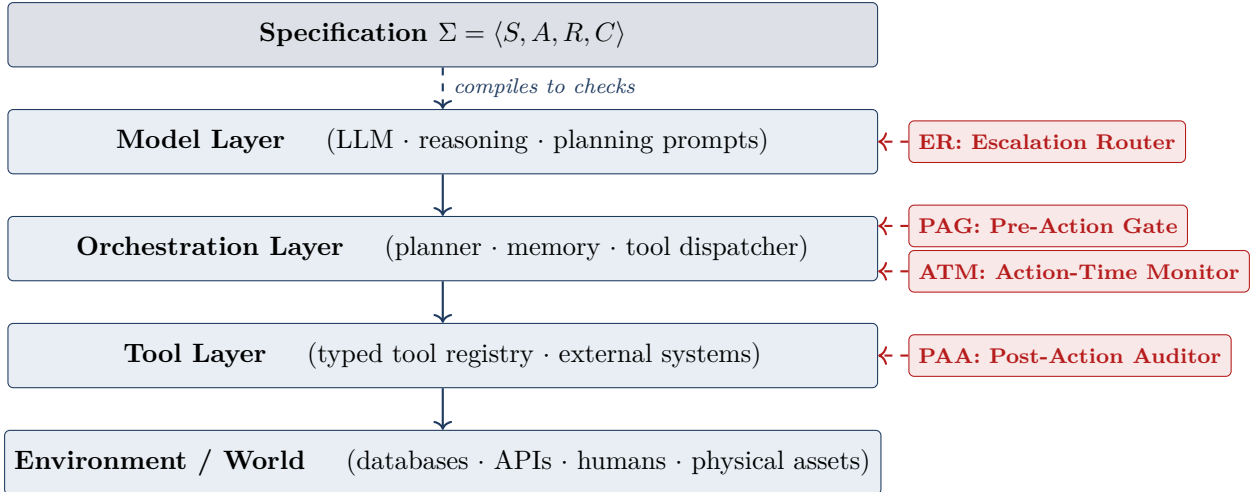 Specification Σ = ⟨S, A, R, C⟩
compiles to checks
Model Layer (LLM · reasoning · planning prompts)
ER: Escalation Router
Orchestration Layer (planner · memory · tool dispatcher)
PAG: Pre-Action Gate
ATM: Action-Time Monitor
Tool Layer (typed tool registry · external systems)
PAA: Post-Action Auditor
Environment / World (databases · APIs · humans · physical assets)